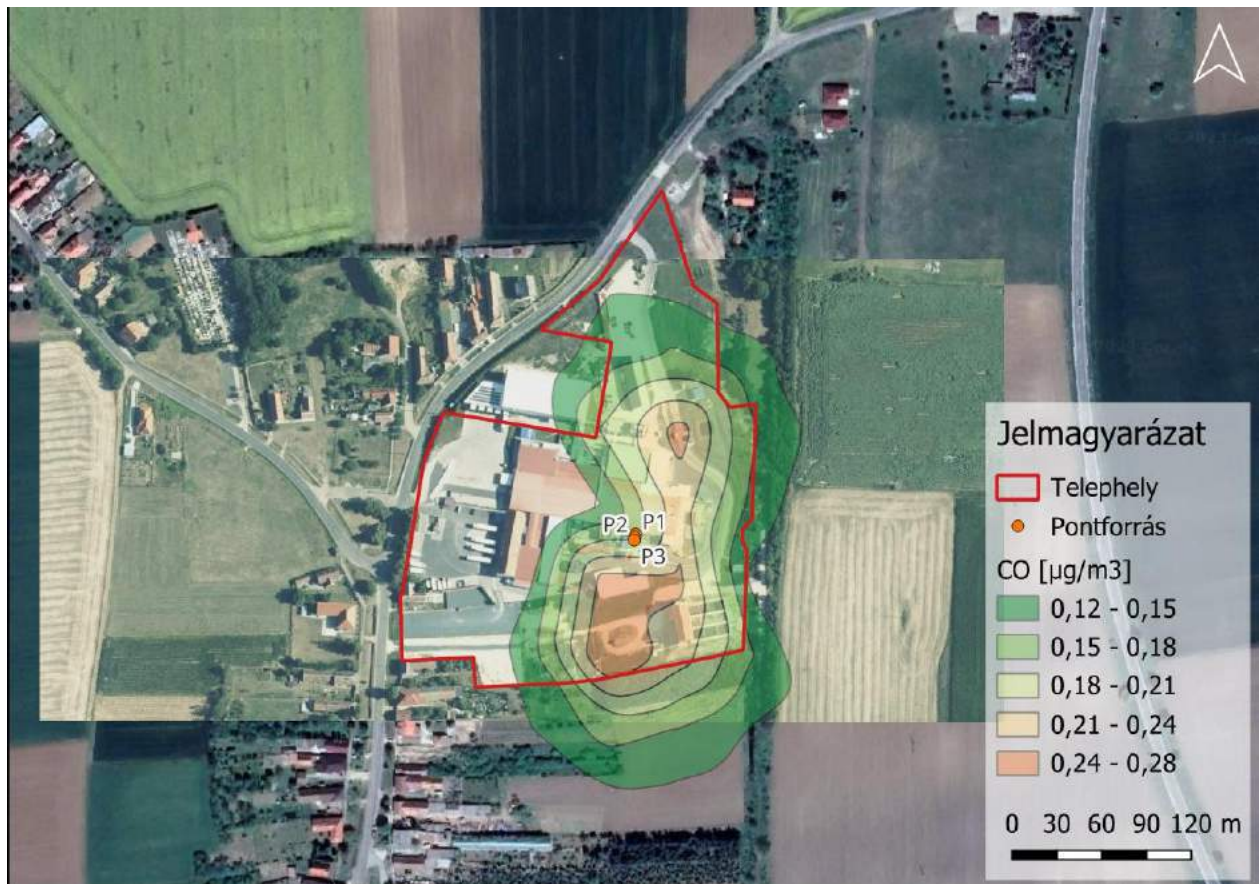 P2
P1
P3
Jelmagyarázat
Telephely
Pontforrás
CO [µg/m3]
0,12 - 0,15
0,15 - 0,18
0,18 - 0,21
0,21 - 0,24
0,24 - 0,28
0 30 60 90 120 m